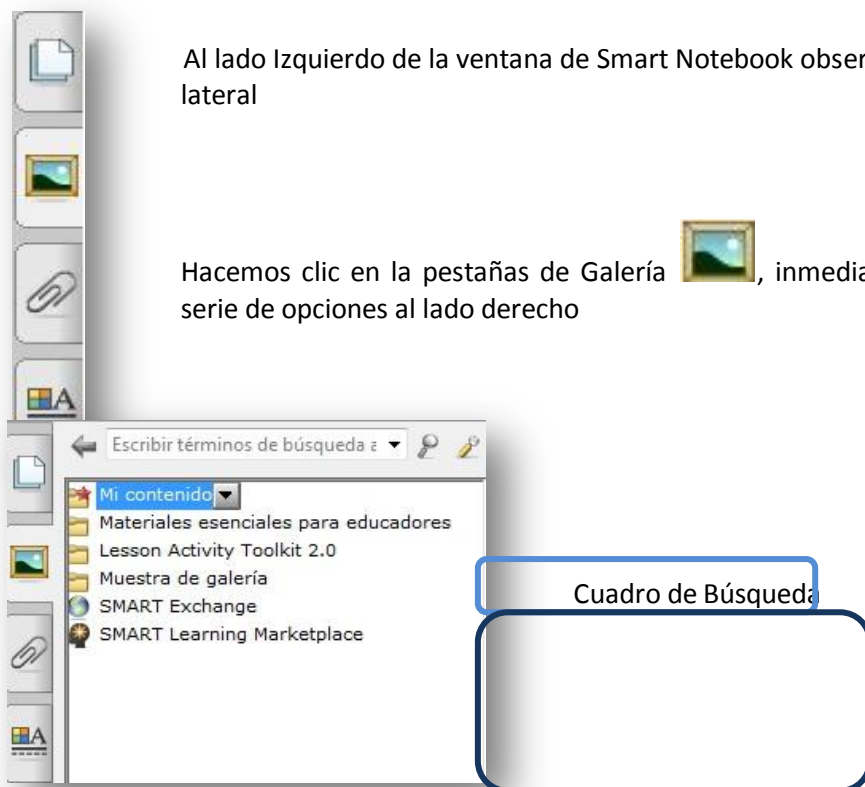 Al lado Izquierdo de la ventana de Smart Notebook obser
lateral
Hacemos clic en la pestañas de Galería , inmedia
serie de opciones al lado derecho
A
Escribir términos de búsqueda a
Mi contenido
Materiales esenciales para educadores
Lesson Activity Toolkit 2.0
Muestra de galería
SMART Exchange
SMART Learning Marketplace
A
Cuadro de Búsqueda